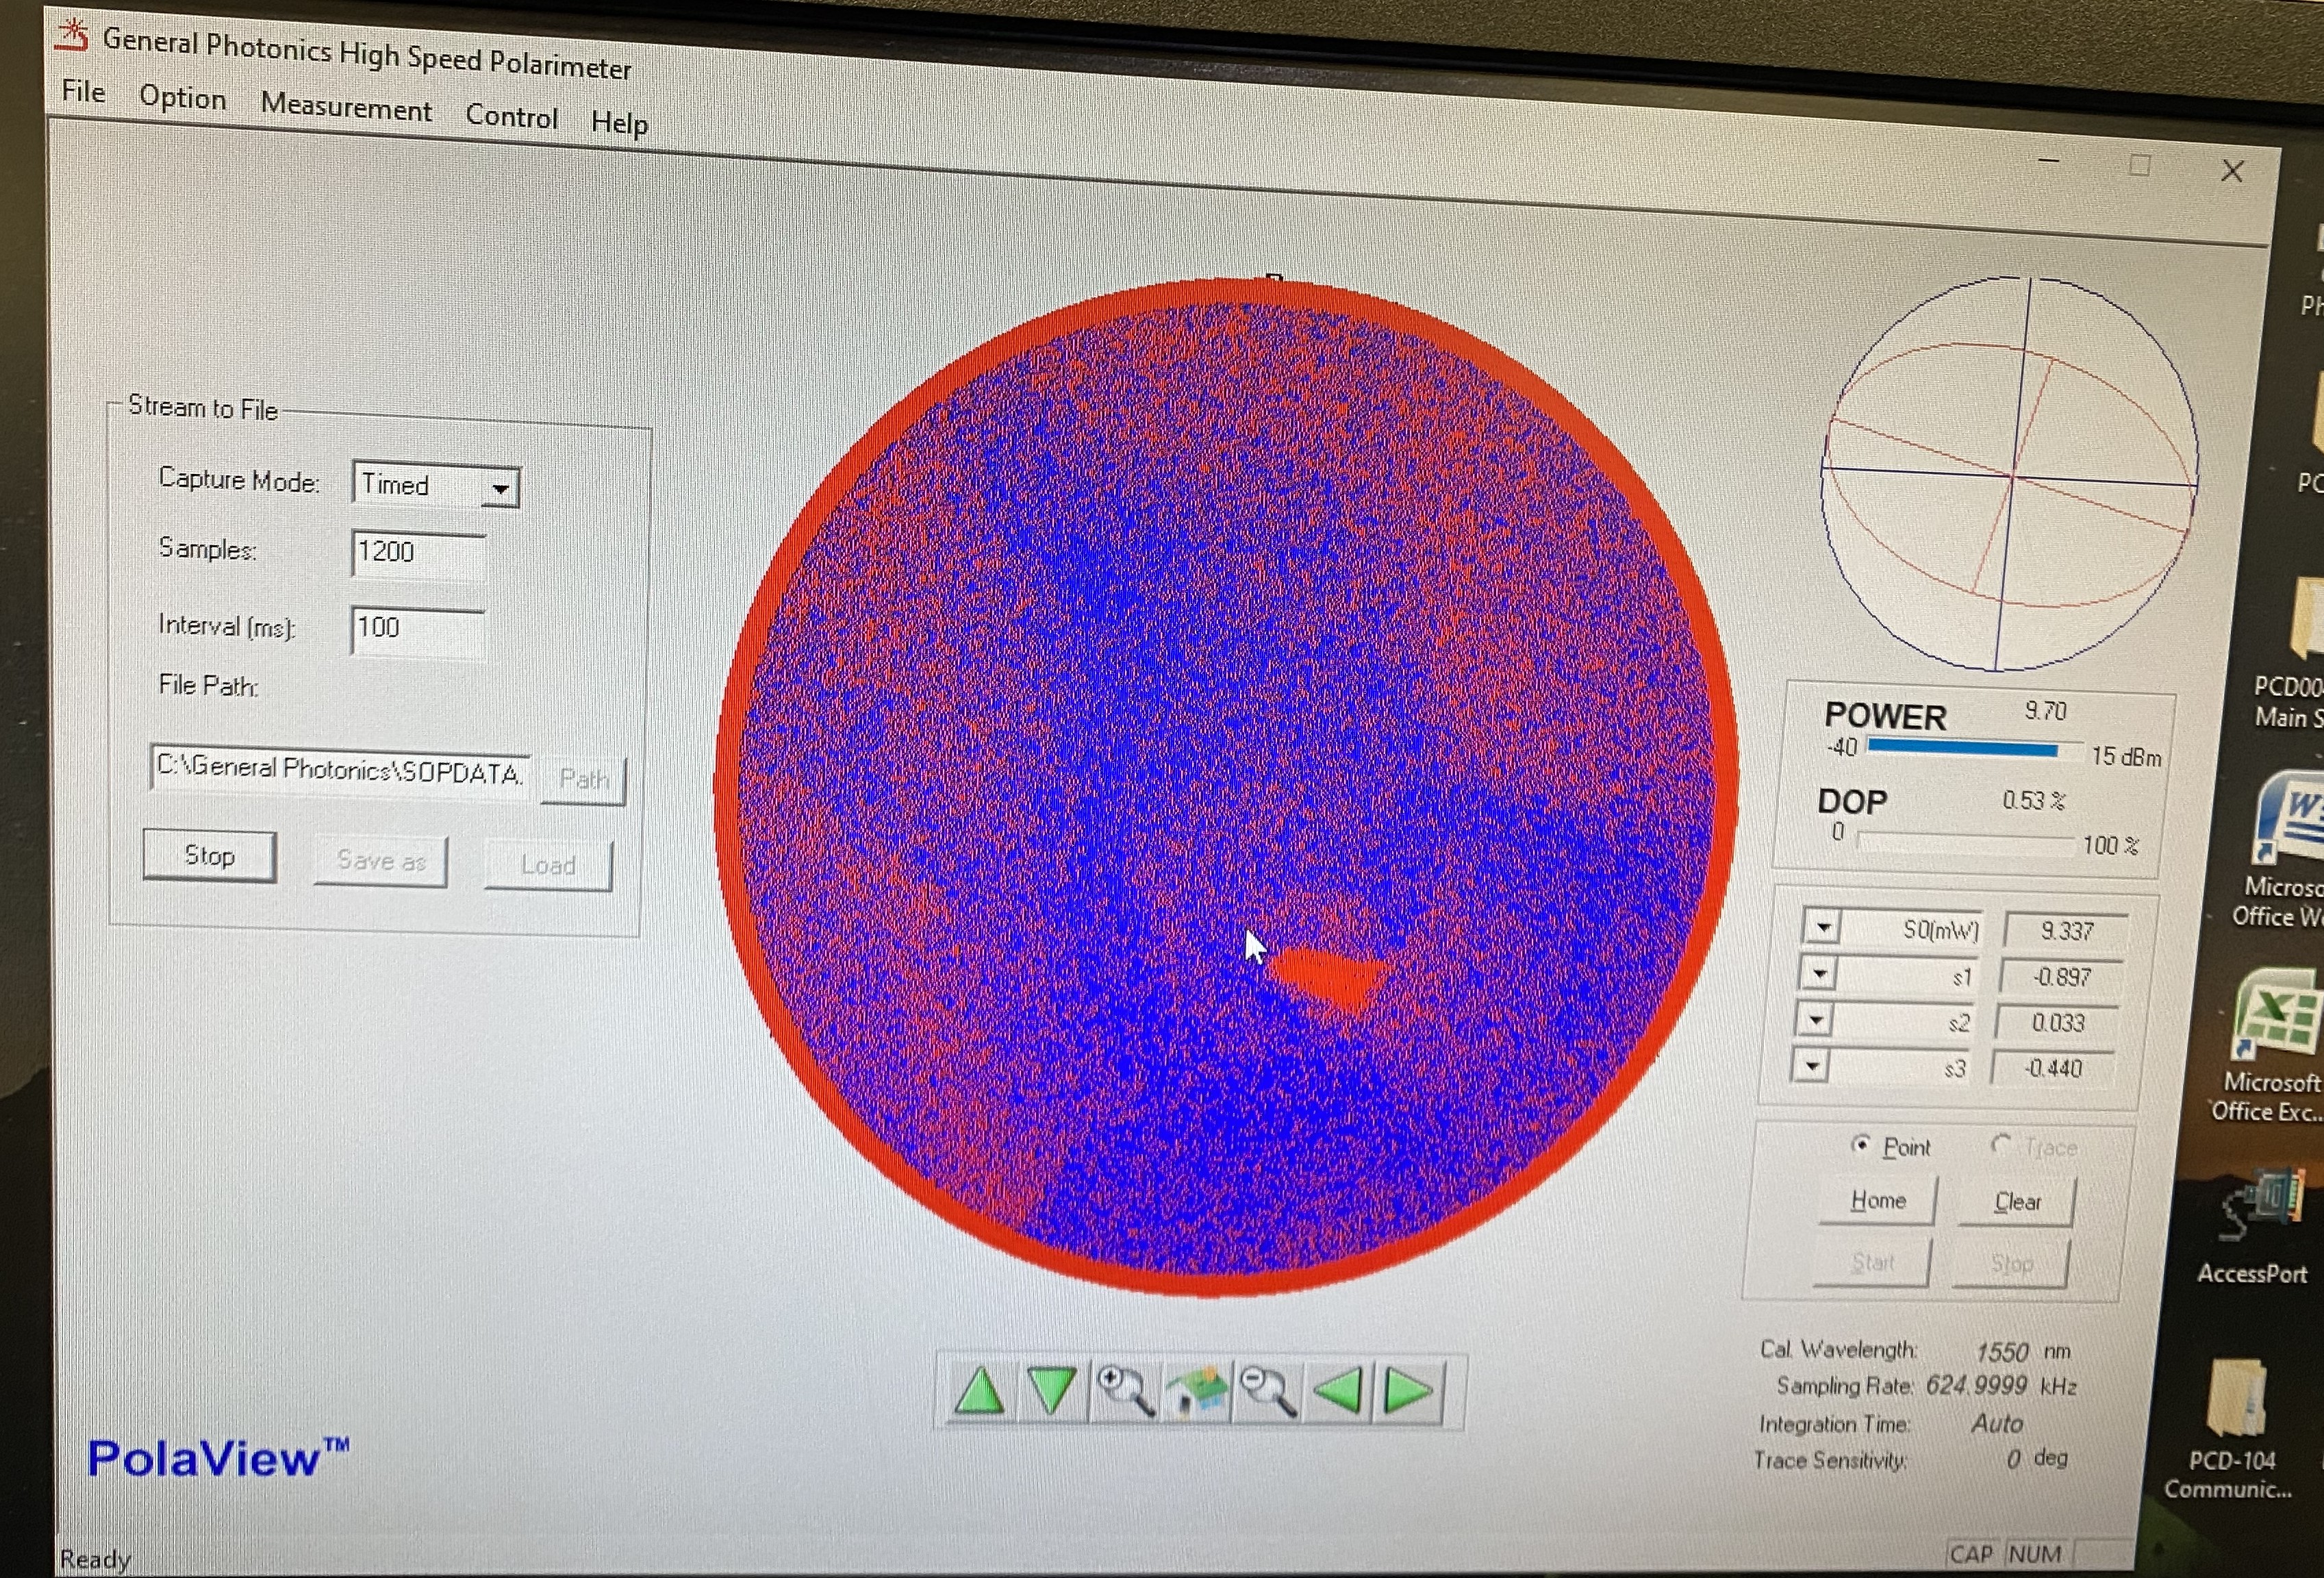 General Photonics High Speed Polarimeter
File Option Measurement Control Help
Stream to File
Capture Mode: Timed
Samples: 1200
Interval (ms): 100
File Path:
C:\General Photonics\SOPDATA. Path
Stop Save as Load
POWER 9.70
-40 15 dBm
DOP 0.53 %
0 100 %
S0(mW) 9.337
s1 -0.897
s2 0.033
s3 -0.440
Point Trace
Home Clear
Start Stop
Cal. Wavelength: 1550 nm
Sampling Rate: 624.9999 kHz
Integration Time: Auto
Trace Sensitivity: 0 deg
PolaView™
Ready
CAP NUM
Ph
PC
PCD00
Main S
W
Microso
Office Wo
X
Microsoft
Office Exc...
AccessPort
PCD-104
Communic...